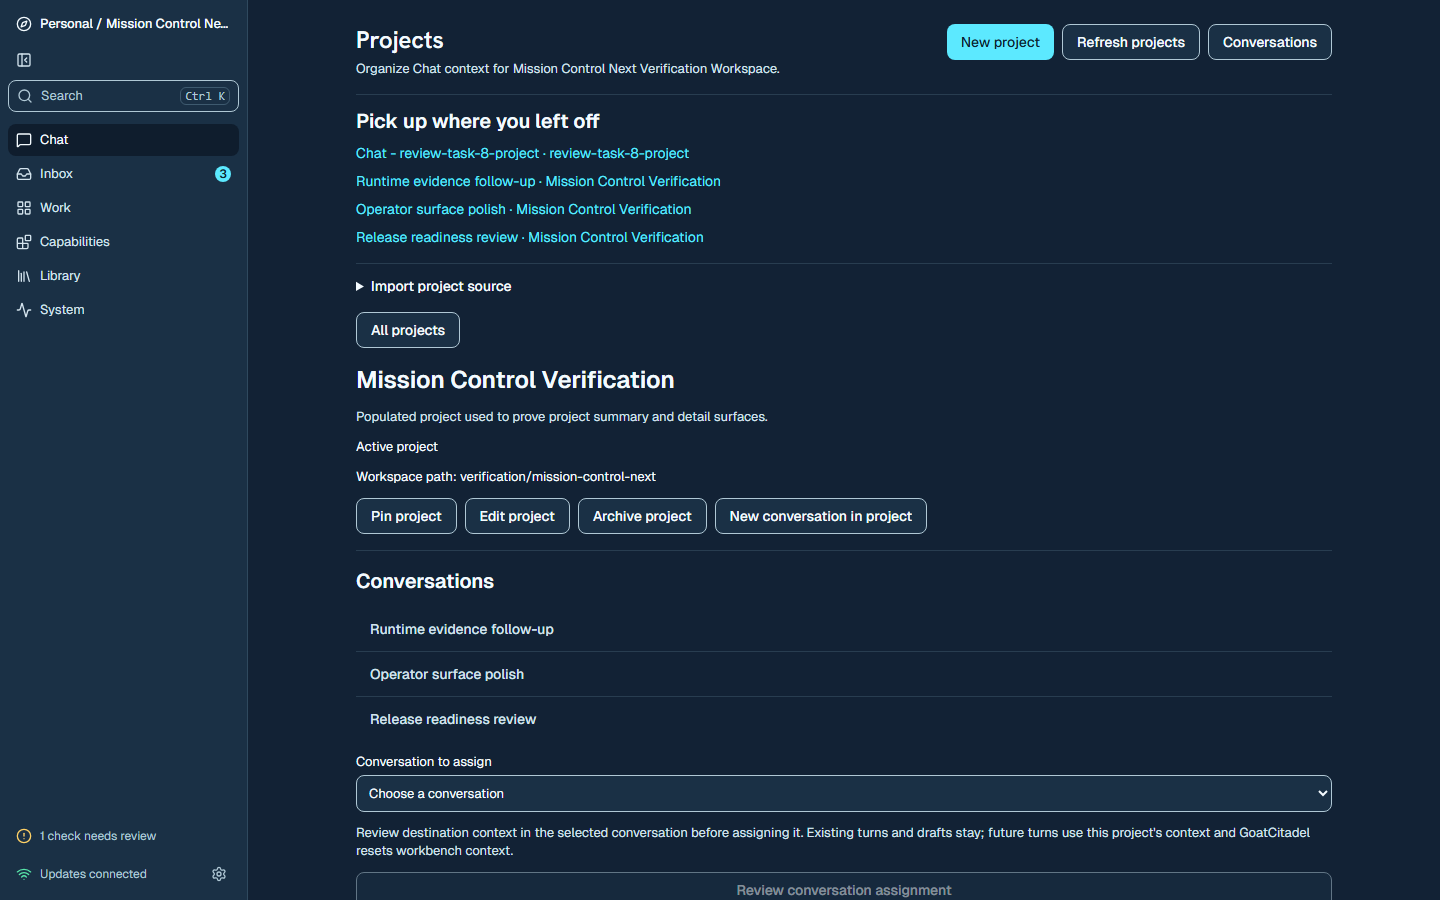 Personal / Mission Control Ne...
Search
Ctrl K
Chat
Inbox
3
Work
Capabilities
Library
System
1 check needs review
Updates connected
Projects
Organize Chat context for Mission Control Next Verification Workspace.
New project
Refresh projects
Conversations
Pick up where you left off
Chat - review-task-8-project · review-task-8-project
Runtime evidence follow-up · Mission Control Verification
Operator surface polish · Mission Control Verification
Release readiness review · Mission Control Verification
Import project source
All projects
Mission Control Verification
Populated project used to prove project summary and detail surfaces.
Active project
Workspace path: verification/mission-control-next
Pin project
Edit project
Archive project
New conversation in project
Conversations
Runtime evidence follow-up
Operator surface polish
Release readiness review
Conversation to assign
Choose a conversation
Review destination context in the selected conversation before assigning it. Existing turns and drafts stay; future turns use this project's context and GoatCitadel
resets workbench context.
Review conversation assignment